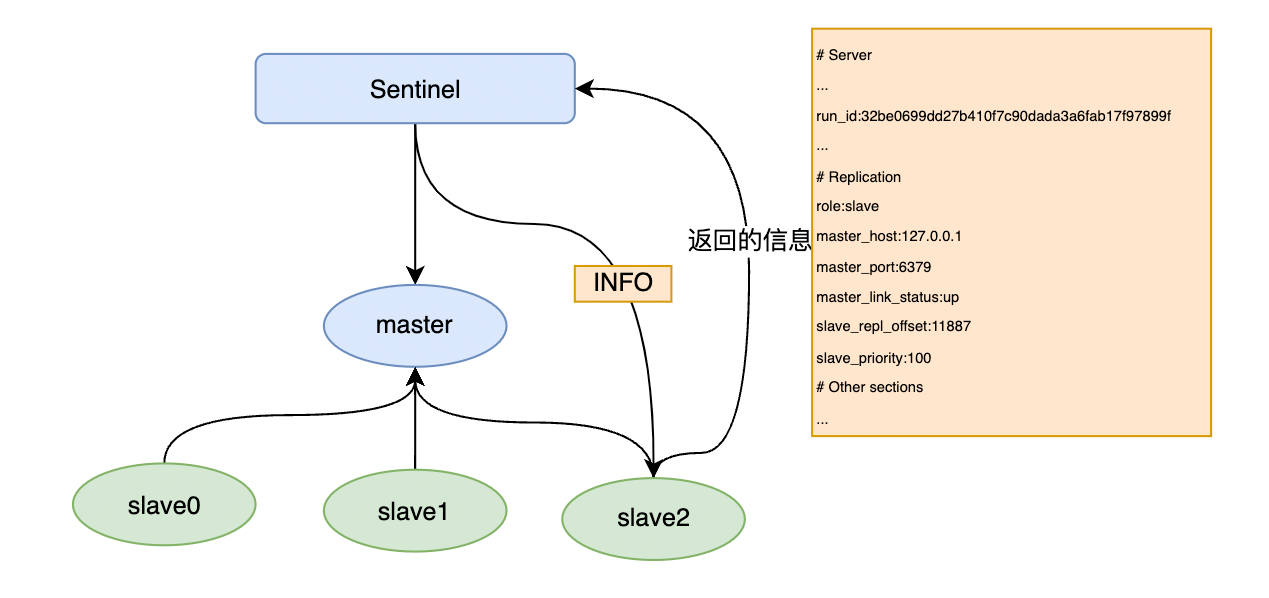 Sentinel
INFO
返回的信息
master
slave0
slave1
slave2
# Server
...
run_id:32be0699dd27b410f7c90dada3a6fab17f97899f
...
# Replication
role:slave
master_host:127.0.0.1
master_port:6379
master_link_status:up
slave_repl_offset:11887
slave_priority:100
# Other sections
...